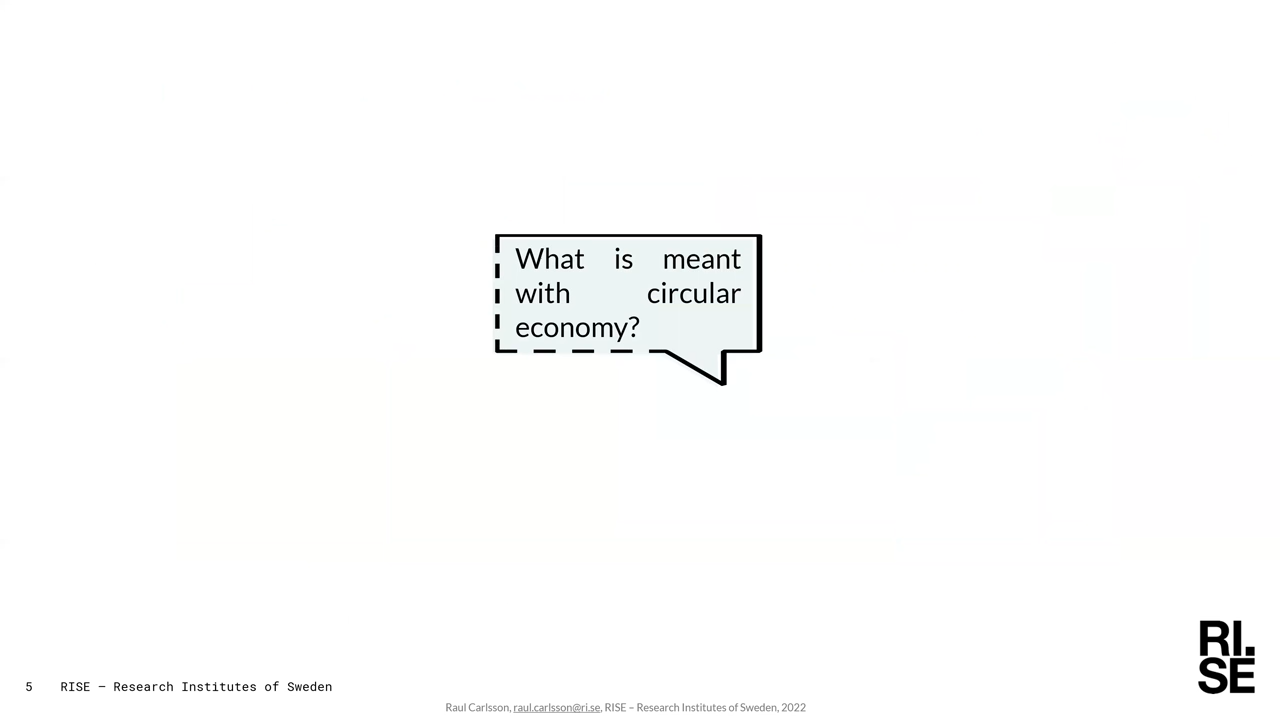 What is meant
with circular
economy?
RI.
SE
5 RISE — Research Institutes of Sweden
Raul Carlsson, raul.carlsson@ri.se, RISE – Research Institutes of Sweden, 2022